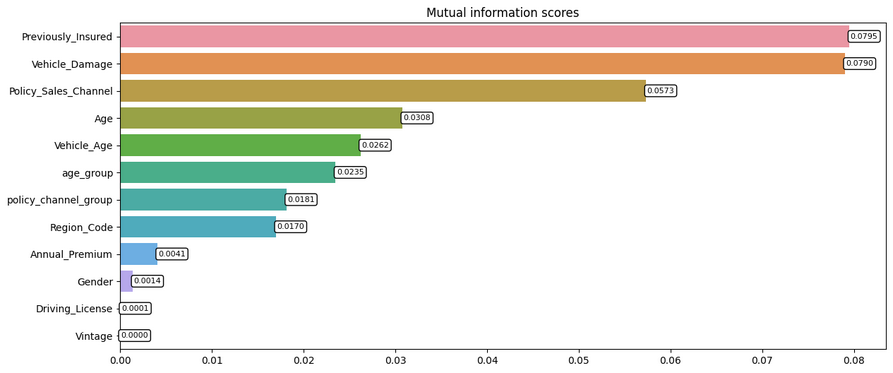 Mutual information scores
Previously_Insured 0.0795
Vehicle_Damage 0.0790
Policy_Sales_Channel 0.0573
Age 0.0308
Vehicle_Age 0.0262
age_group 0.0235
policy_channel_group 0.0181
Region_Code 0.0170
Annual_Premium 0.0041
Gender 0.0014
Driving_License 0.0001
Vintage 0.0000
0.00 0.01 0.02 0.03 0.04 0.05 0.06 0.07 0.08